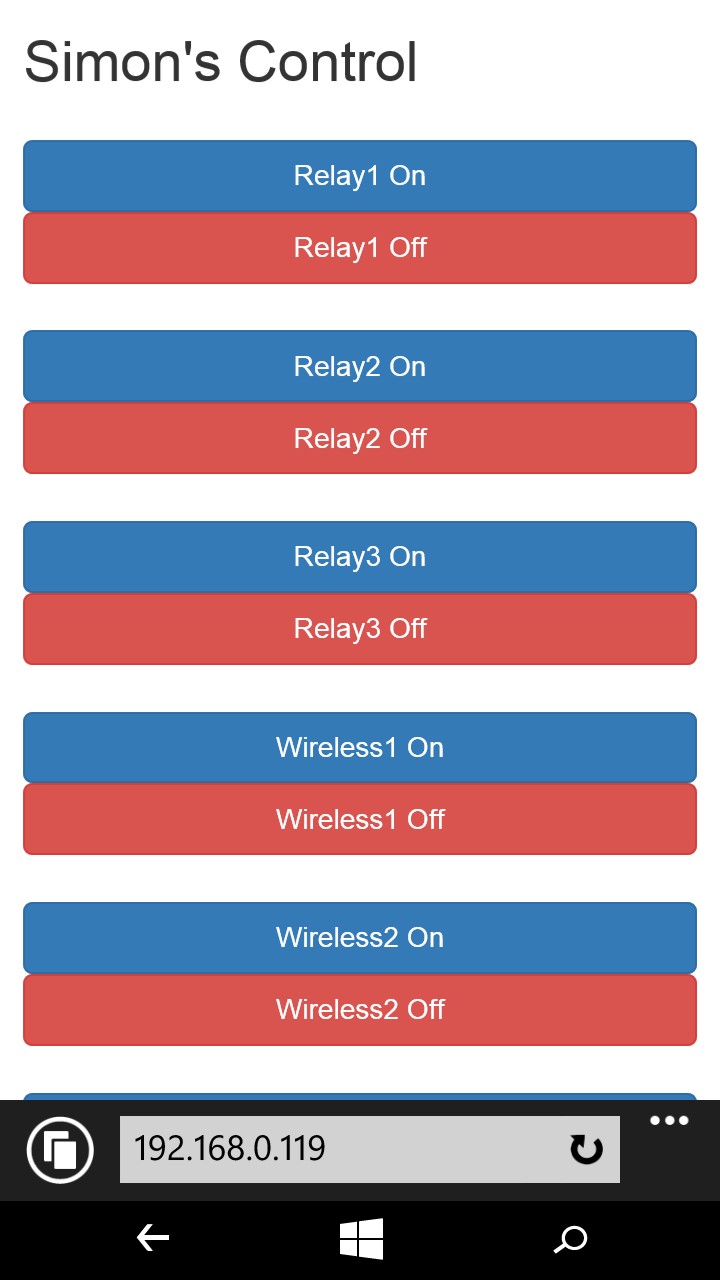 Simon's Control
Relay1 On
Relay1 Off
Relay2 On
Relay2 Off
Relay3 On
Relay3 Off
Wireless1 On
Wireless1 Off
Wireless2 On
Wireless2 Off
192.168.0.119